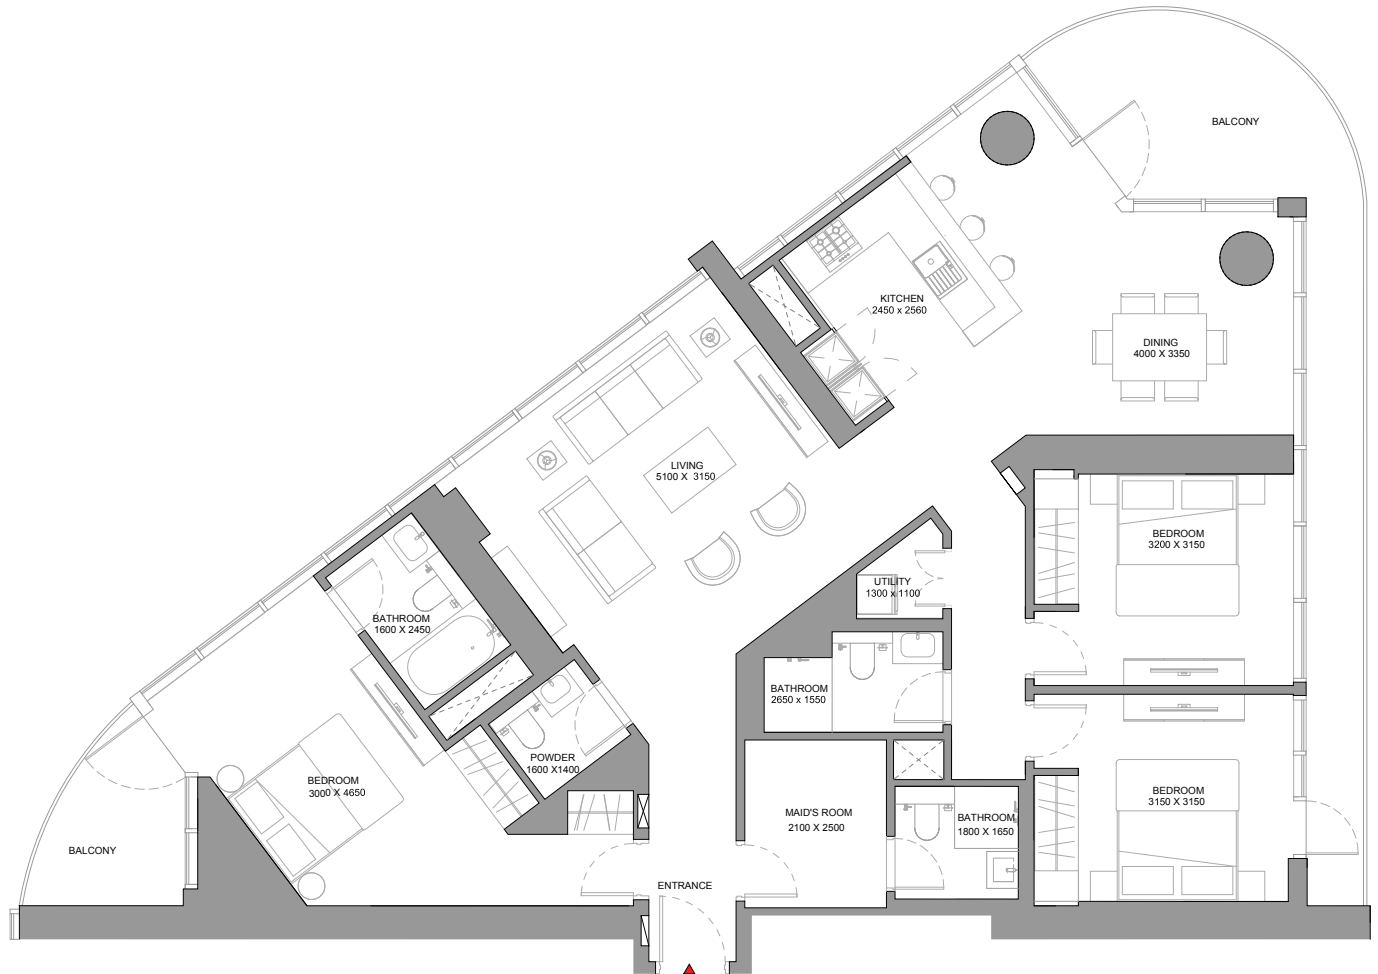 BALCONY
KITCHEN
2450 x 2560
DINING
4000 X 3350
LIVING
5100 X 3150
BEDROOM
3200 X 3150
UTILITY
1300 x 1100
BATHROOM
1600 X 2450
BATHROOM
2650 x 1550
POWDER
1600 X1400
BEDROOM
3000 X 4650
BEDROOM
3150 X 3150
MAID'S ROOM
2100 X 2500
BATHROOM
1800 X 1650
BALCONY
ENTRANCE